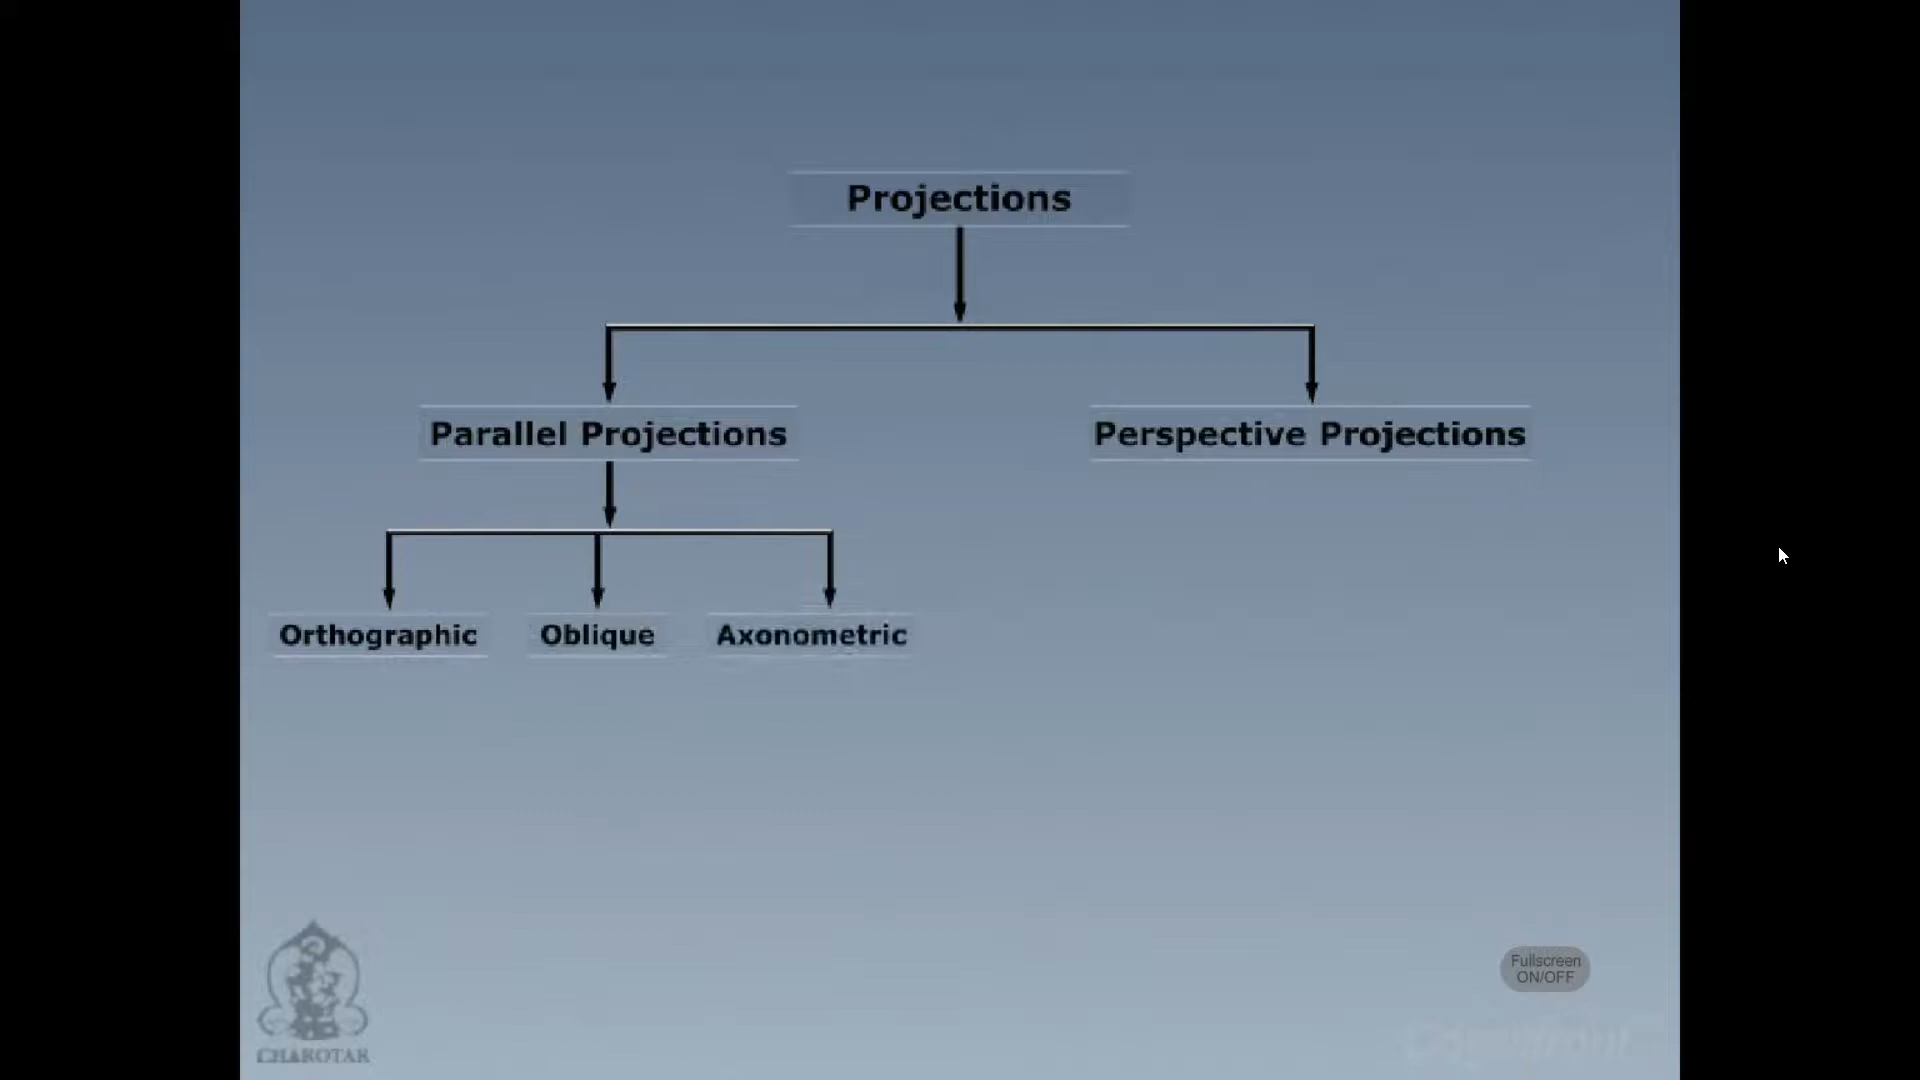 Projections
Parallel Projections
Perspective Projections
Orthographic
Oblique
Axonometric
Fullscreen
ON/OFF
CHAROTAR